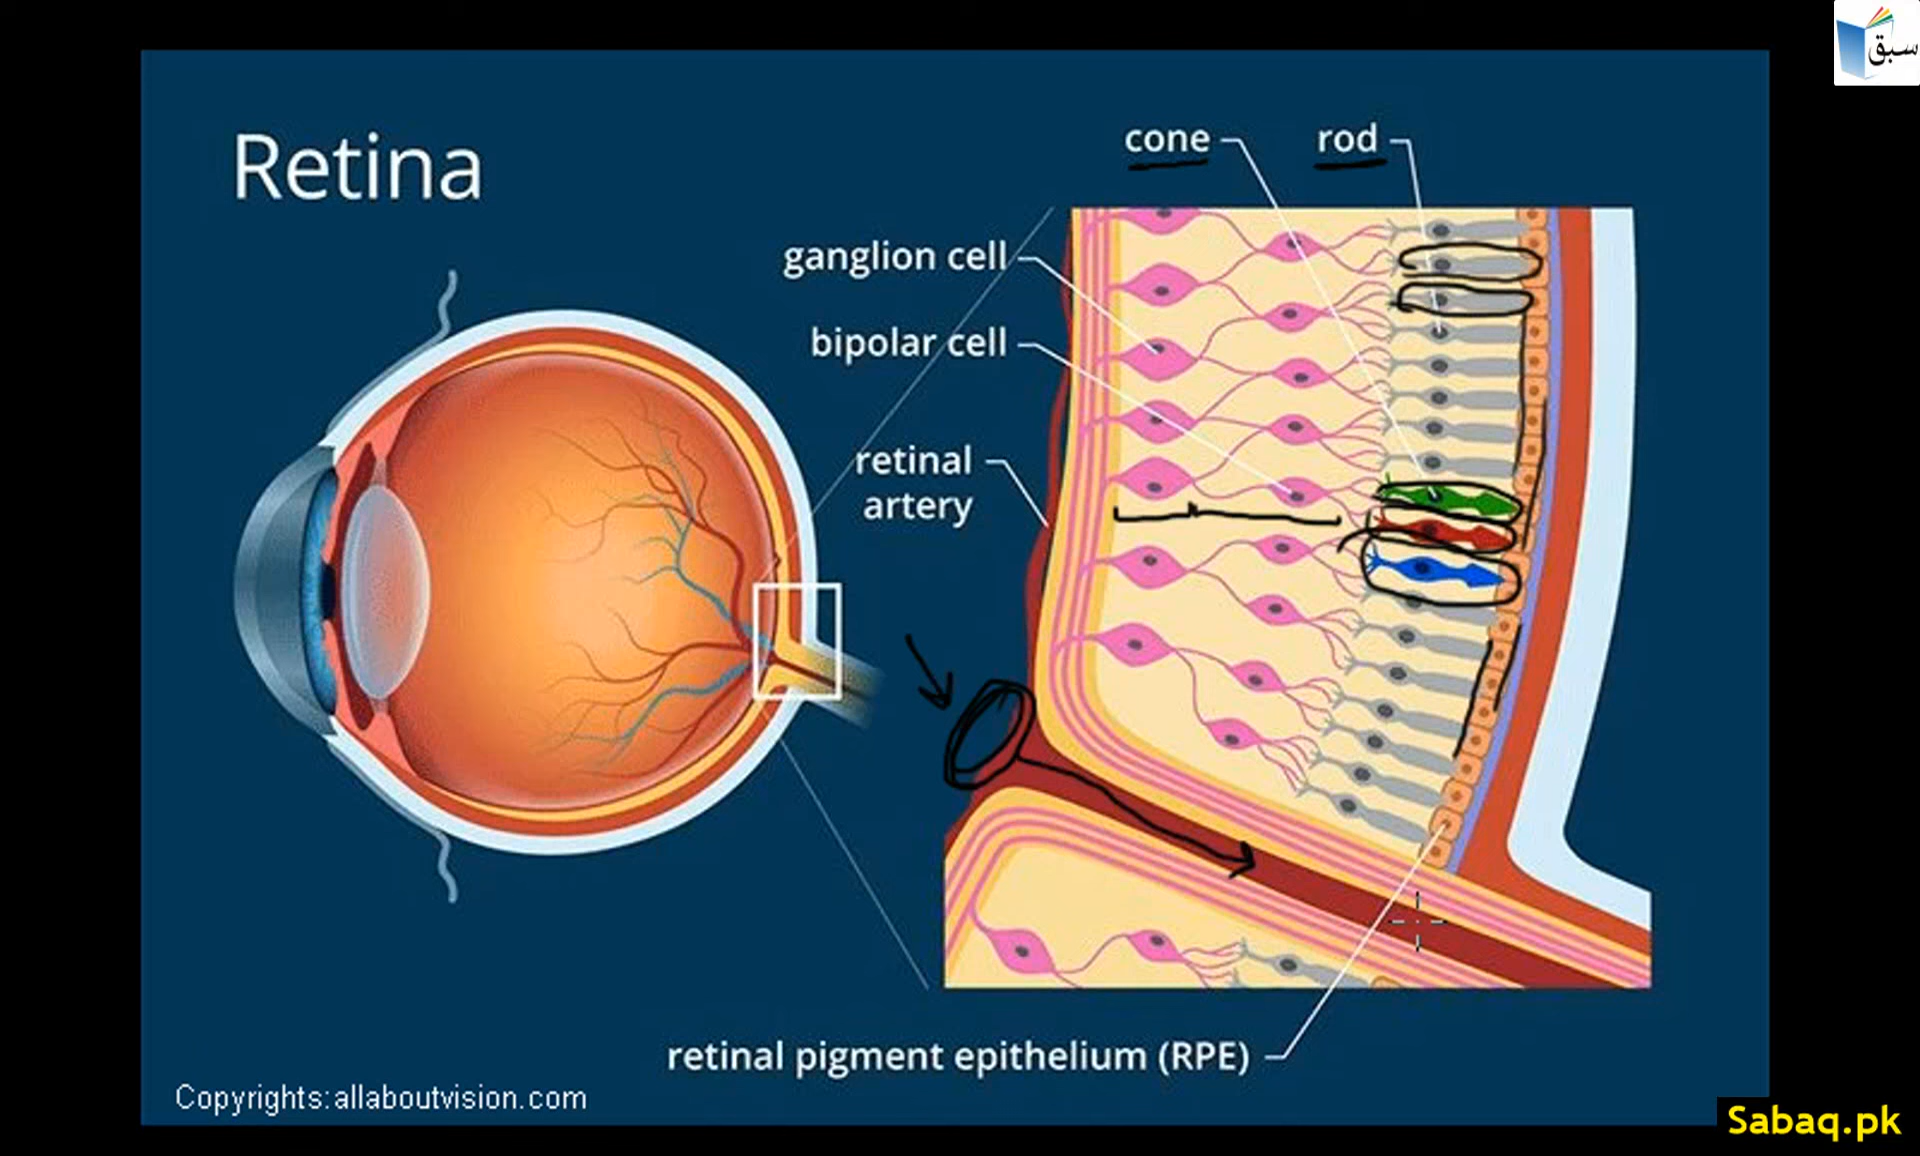 سبق
Retina
cone
rod
ganglion cell
bipolar cell
retinal
artery
retinal pigment epithelium (RPE)
Copyrights:allaboutvision.com
Sabaq.pk